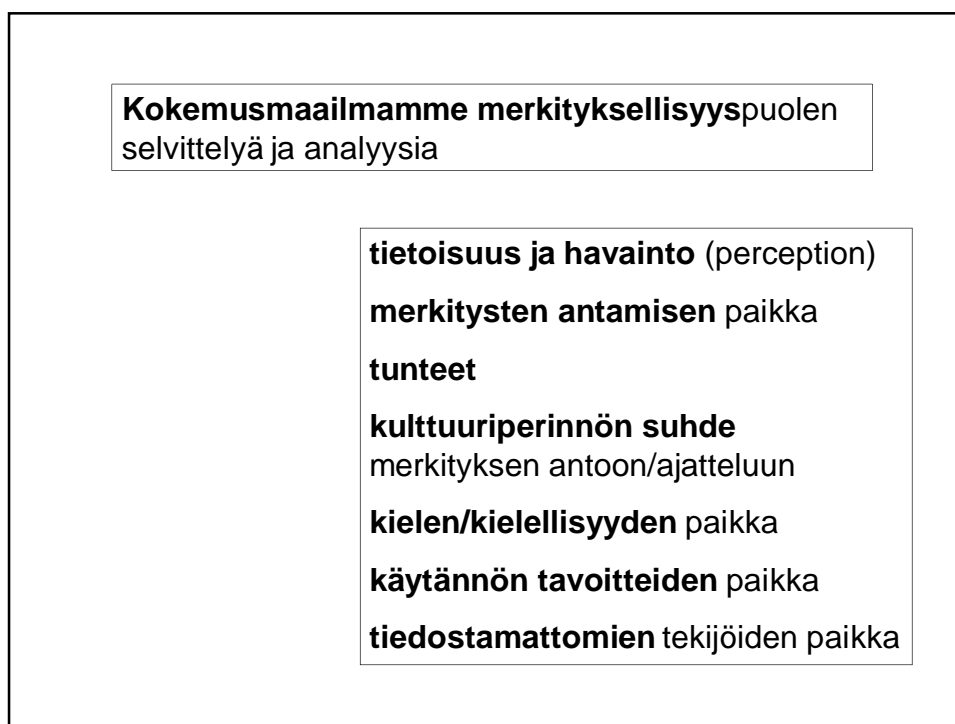 Kokemusmaailmamme merkityksellisyyspuolen
selvittelyä ja analyysia
tietoisuus ja havainto (perception)
merkitysten antamisen paikka
tunteet
kulttuuriperinnön suhde
merkityksen antoon/ajatteluun
kielen/kielellisyyden paikka
käytännön tavoitteiden paikka
tiedostamattomien tekijöiden paikka